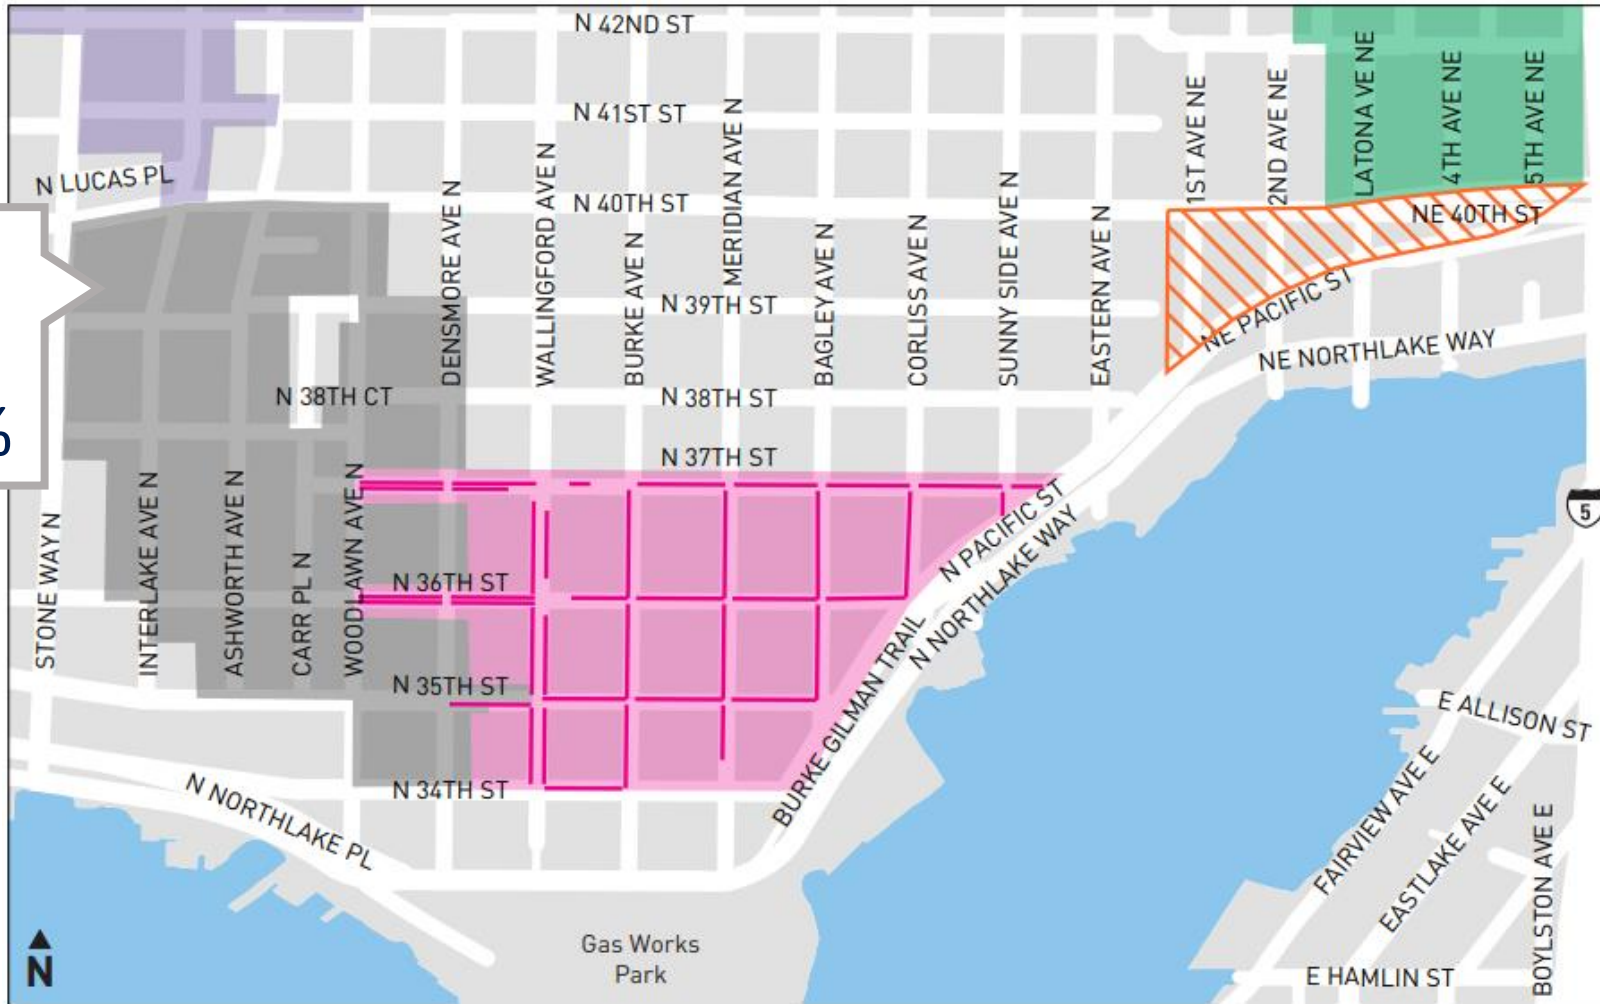 N 42ND ST
N 41ST ST
N LUCAS PL
N 40TH ST
NE 40TH ST
N 39TH ST
NE PACIFIC ST
NE NORTHLAKE WAY
N 38TH CT
N 38TH ST
N 37TH ST
%
STONE WAY N
INTERLAKE AVE N
ASHWORTH AVE N
CARR PL N
WOODLAWN AVE N
DENSMORE AVE N
WALLINGFORD AVE N
BURKE AVE N
MERIDIAN AVE N
BAGLEY AVE N
CORLISS AVE N
SUNNY SIDE AVE N
EASTERN AVE N
1ST AVE NE
2ND AVE NE
LATONA AVE NE
4TH AVE NE
5TH AVE NE
5
N PACIFIC ST
N NORTHLAKE WAY
N 36TH ST
BURKE GILMAN TRAIL
N 35TH ST
N 34TH ST
N NORTHLAKE PL
E ALLISON ST
FAIRVIEW AVE E
EASTLAKE AVE E
BOYLSTON AVE E
Gas Works
Park
N
E HAMLIN ST